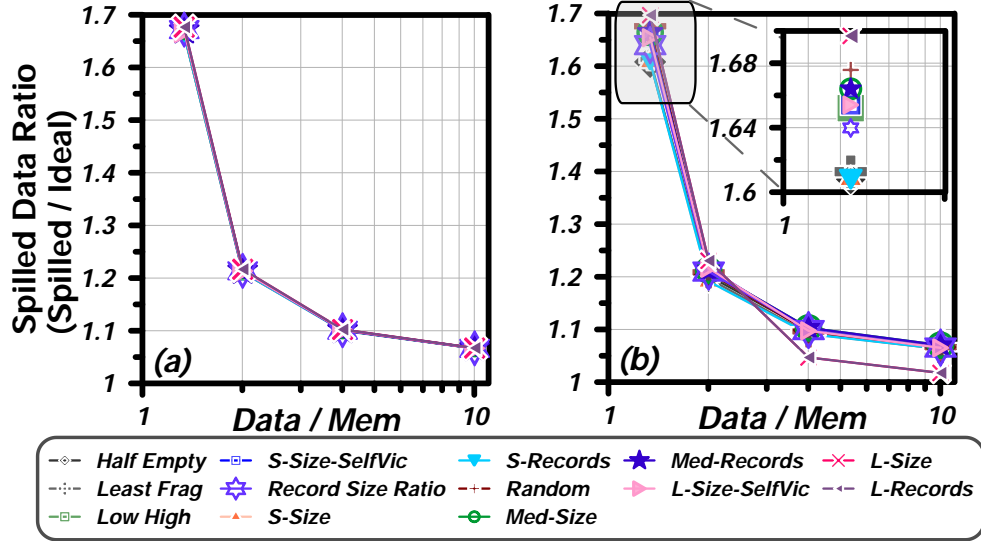 Spilled Data Ratio
(Spilled / Ideal)
1.7
1.6
1.5
1.4
1.3
1.2
1.1
1
(a)
1
10
Data / Mem
1.7
1.6
1.5
1.4
1.3
1.2
1.1
1
(b)
1
10
Data / Mem
1.68
1.64
1.6
1
Half Empty
S-Size-SelfVic
S-Records
Med-Records
L-Size
Least Frag
Record Size Ratio
Random
L-Size-SelfVic
L-Records
Low High
S-Size
Med-Size